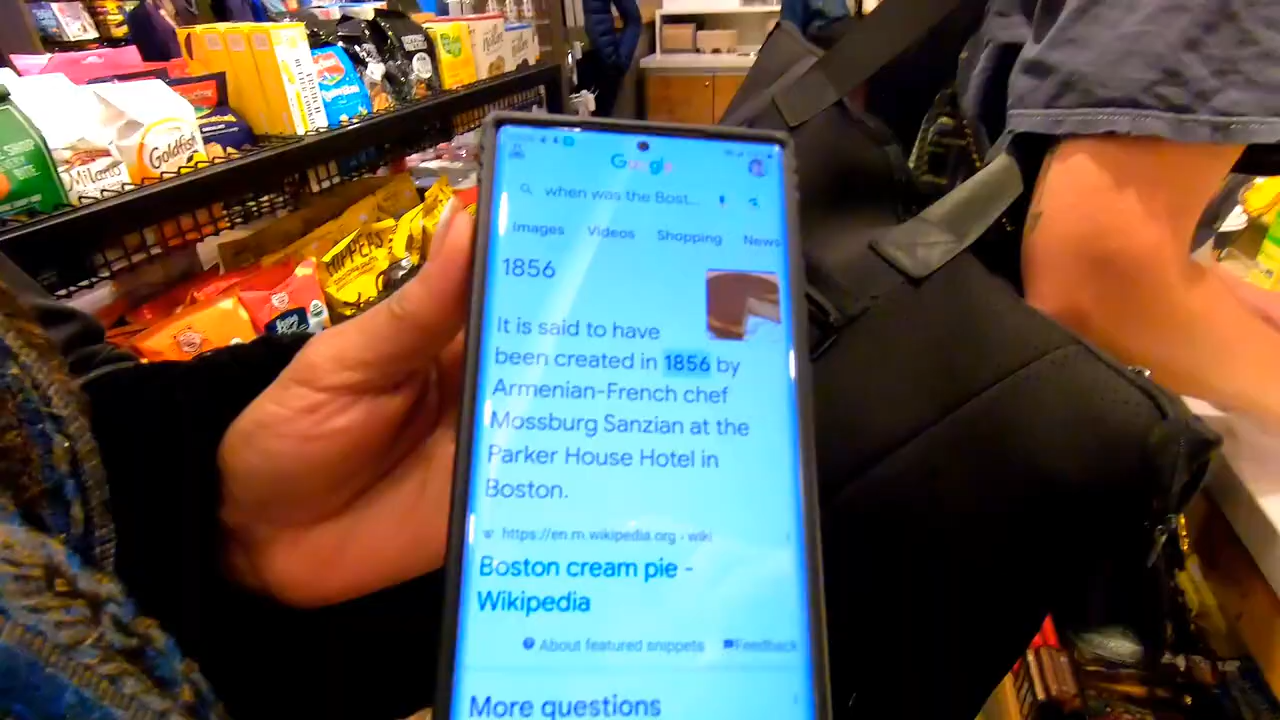 Google
when was the Bost...
Images Videos Shopping News
1856
It is said to have
been created in 1856 by
Armenian-French chef
Mossburg Sanzian at the
Parker House Hotel in
Boston.
https://en.m.wikipedia.org › wiki
Boston cream pie -
Wikipedia
About featured snippets Feedback
More questions
Goldfish
Milano
HIPPEAS